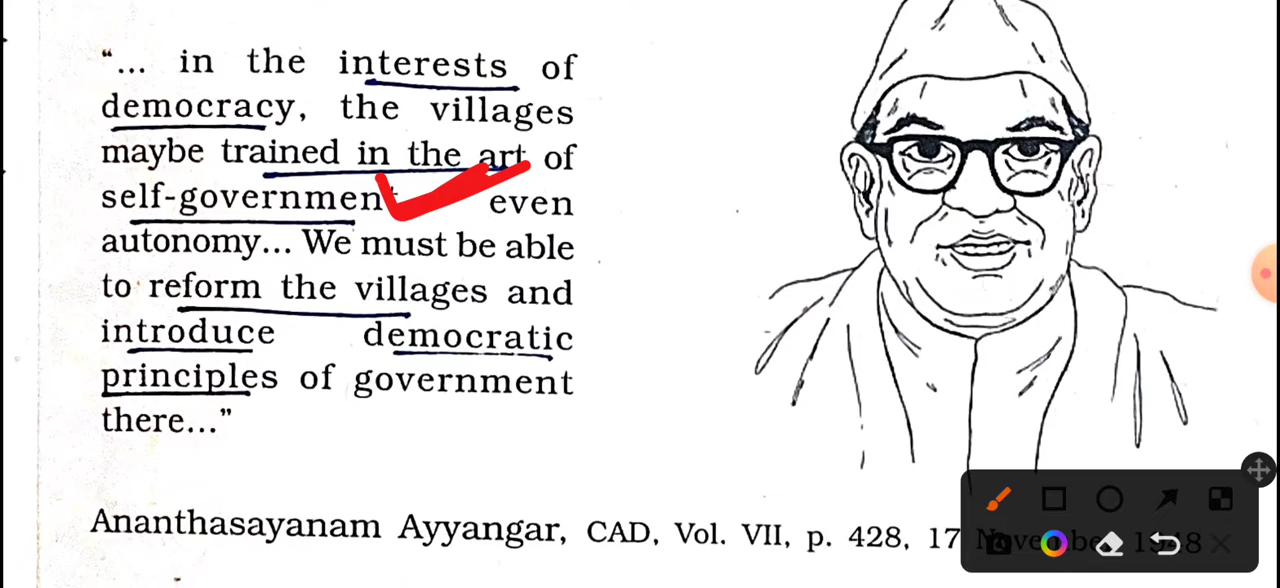 “... in the interests of
democracy, the villages
maybe trained in the art of
self-government even
autonomy... We must be able
to reform the villages and
introduce democratic
principles of government
there...”
Ananthasayanam Ayyangar, CAD, Vol. VII, p. 428, 17